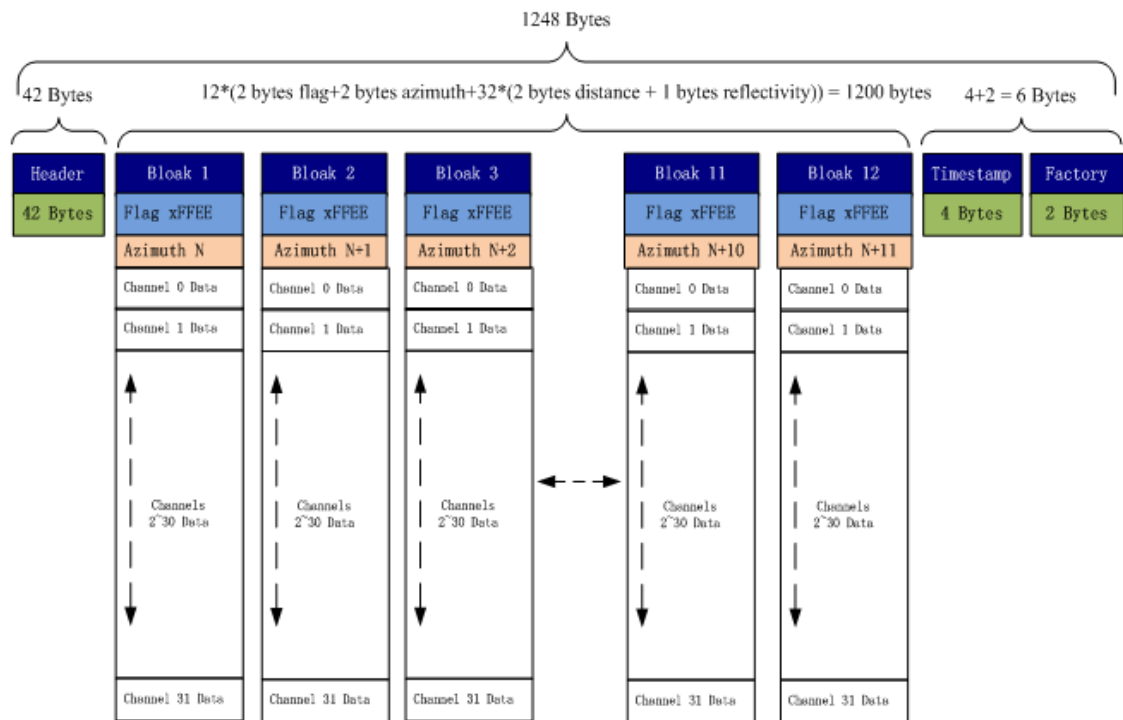 1248 Bytes
42 Bytes
12*(2 bytes flag+2 bytes azimuth+32*(2 bytes distance + 1 bytes reflectivity)) = 1200 bytes
4+2 = 6 Bytes
Header
42 Bytes
Bloak 1
Flag xFFEE
Azimuth N
Channel 0 Data
Channel 1 Data
Channels
2~30 Data
Channel 31 Data
Bloak 2
Flag xFFEE
Azimuth N+1
Channel 0 Data
Channel 1 Data
Channels
2~30 Data
Channel 31 Data
Bloak 3
Flag xFFEE
Azimuth N+2
Channel 0 Data
Channel 1 Data
Channels
2~30 Data
Channel 31 Data
Bloak 11
Flag xFFEE
Azimuth N+10
Channel 0 Data
Channel 1 Data
Channels
2~30 Data
Channel 31 Data
Bloak 12
Flag xFFEE
Azimuth N+11
Channel 0 Data
Channel 1 Data
Channels
2~30 Data
Channel 31 Data
Timestamp
4 Bytes
Factory
2 Bytes